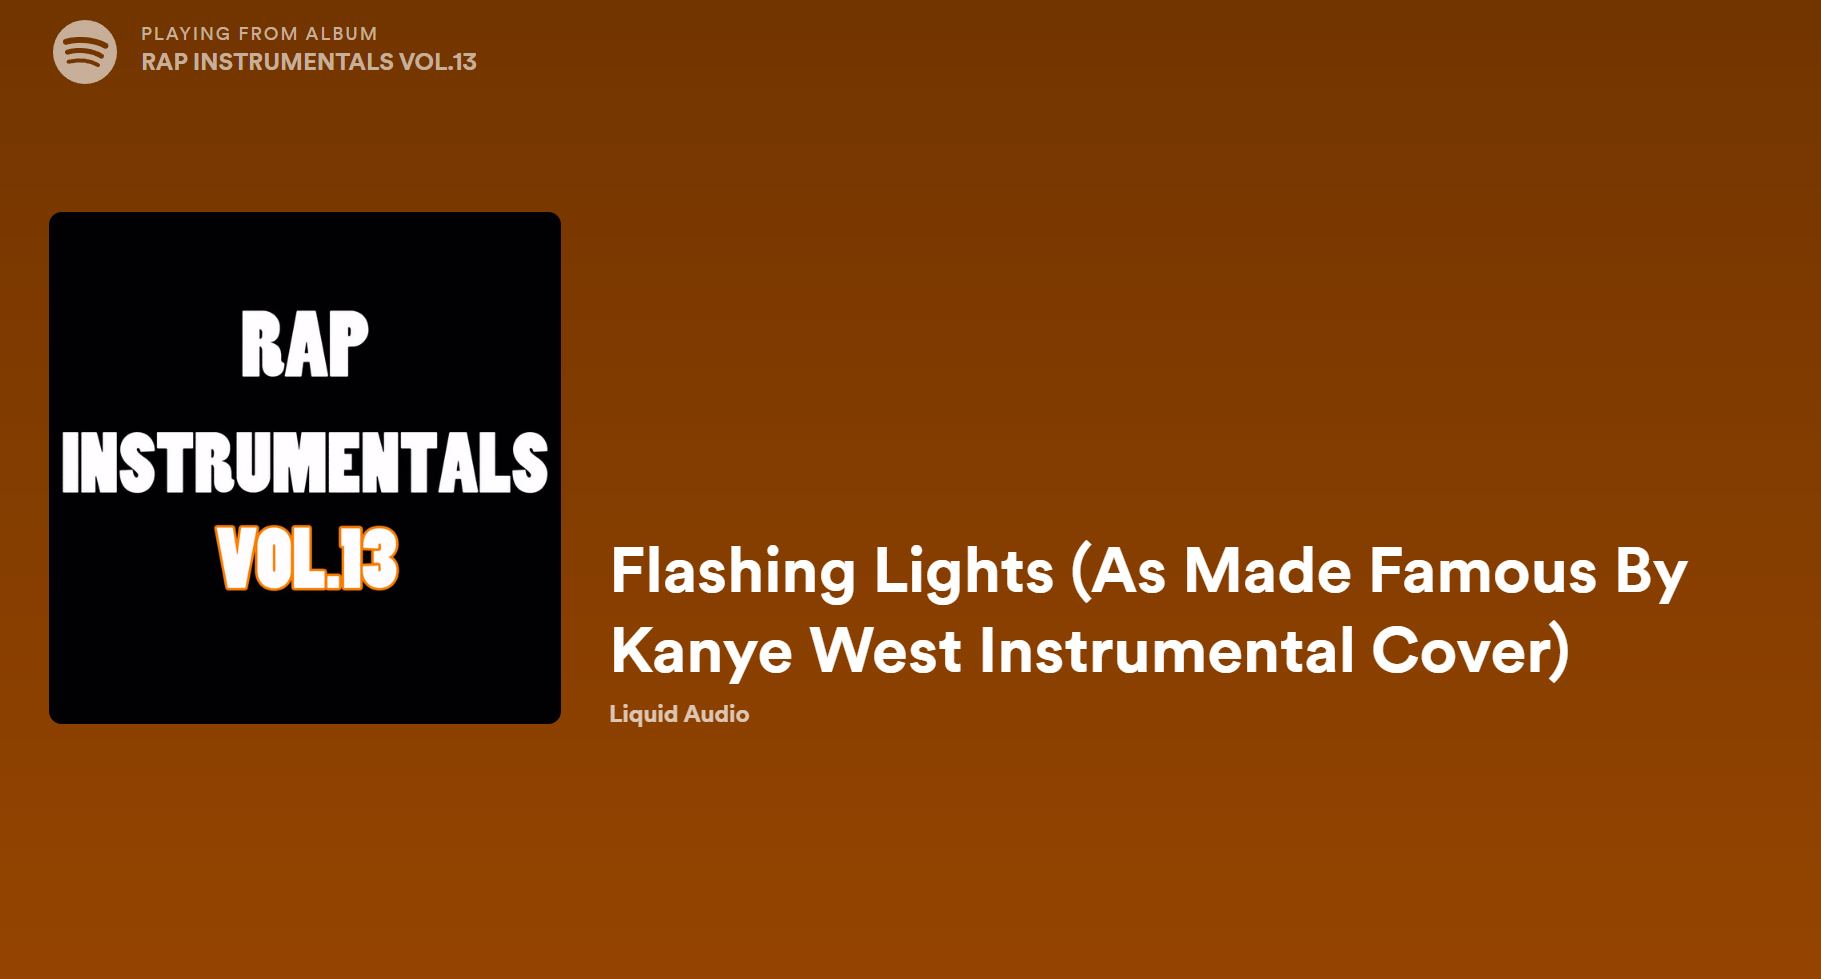 PLAYING FROM ALBUM
RAP INSTRUMENTALS VOL.13
RAP
INSTRUMENTALS
VOL.13
Flashing Lights (As Made Famous By
Kanye West Instrumental Cover)
Liquid Audio